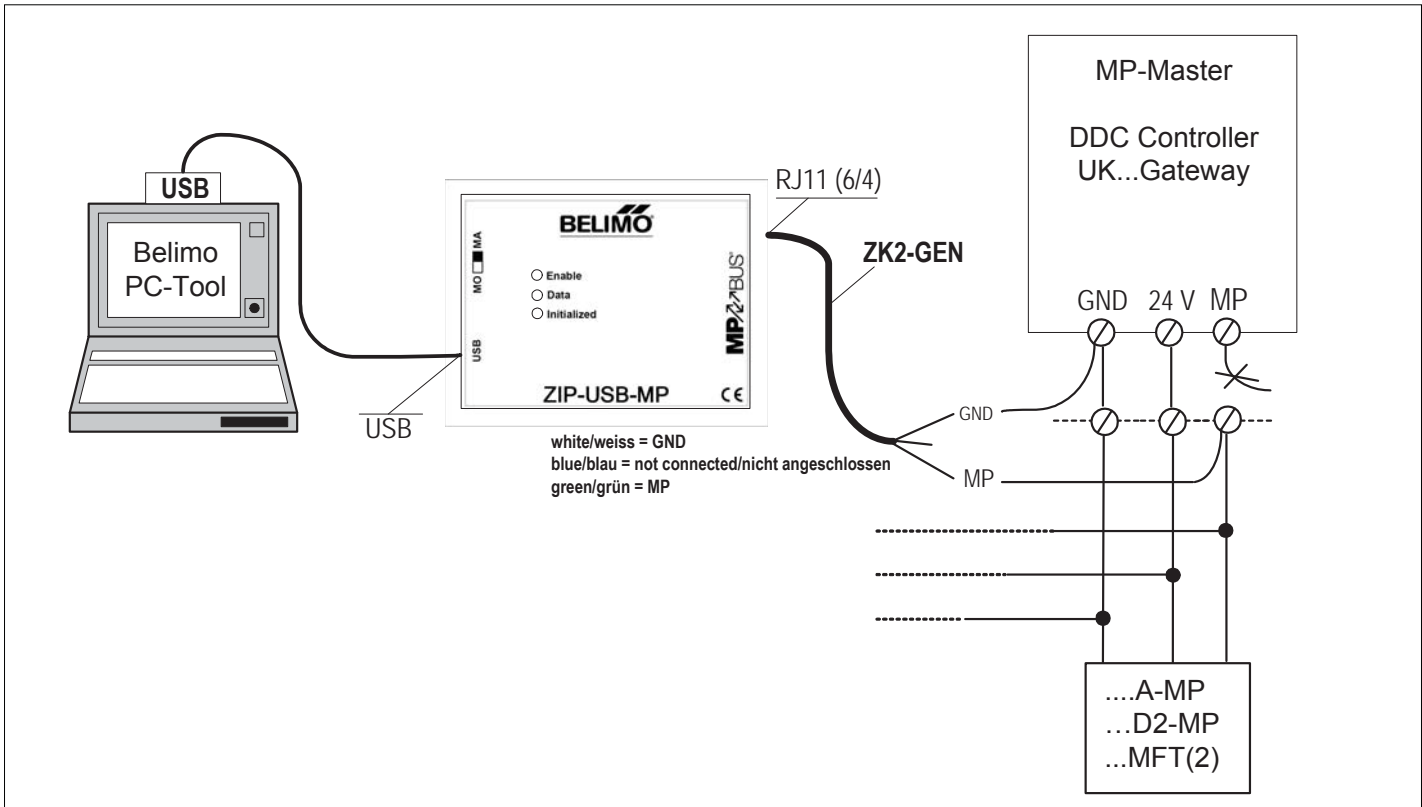 USB
Belimo
PC-Tool
USB
BELIMO
MO MA
Enable
Data
Initialized
USB
MP BUS
ZIP-USB-MP
CE
white/weiss = GND
blue/blau = not connected/nicht angeschlossen
green/grün = MP
RJ11 (6/4)
ZK2-GEN
MP-Master
DDC Controller
UK...Gateway
GND 24 V MP
GND
MP
....A-MP
...D2-MP
...MFT(2)